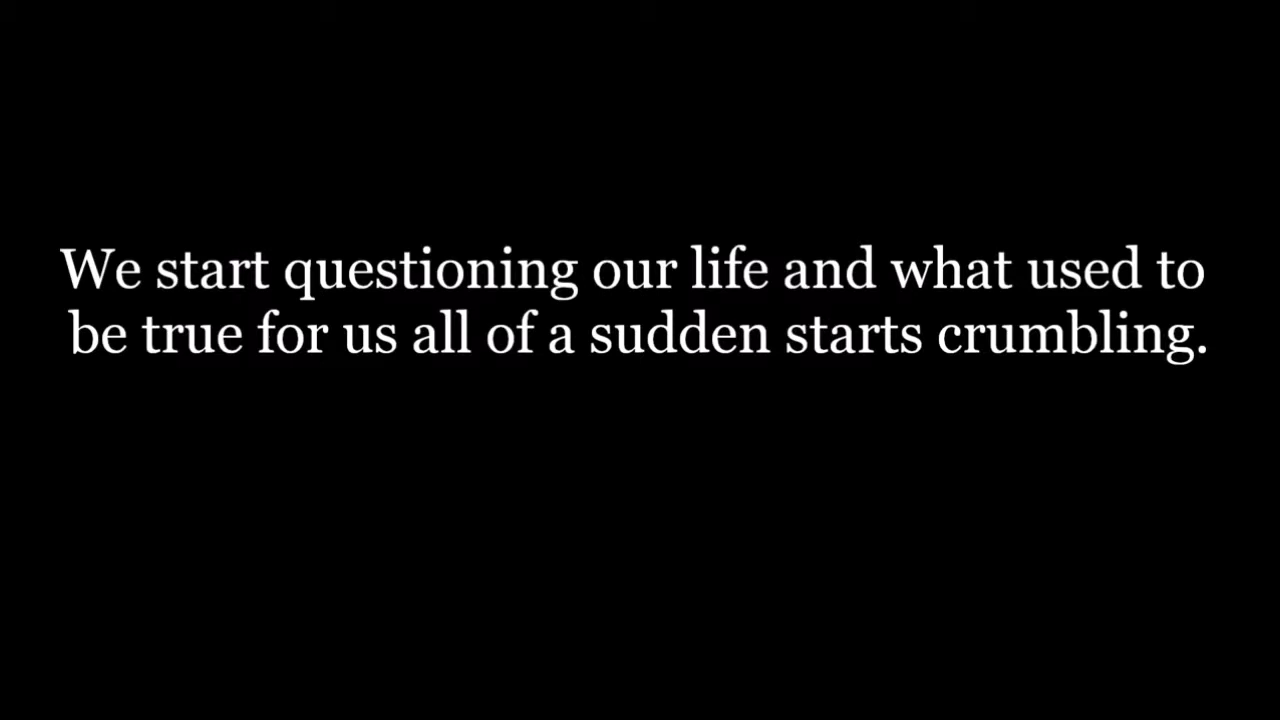 We start questioning our life and what used to
be true for us all of a sudden starts crumbling.